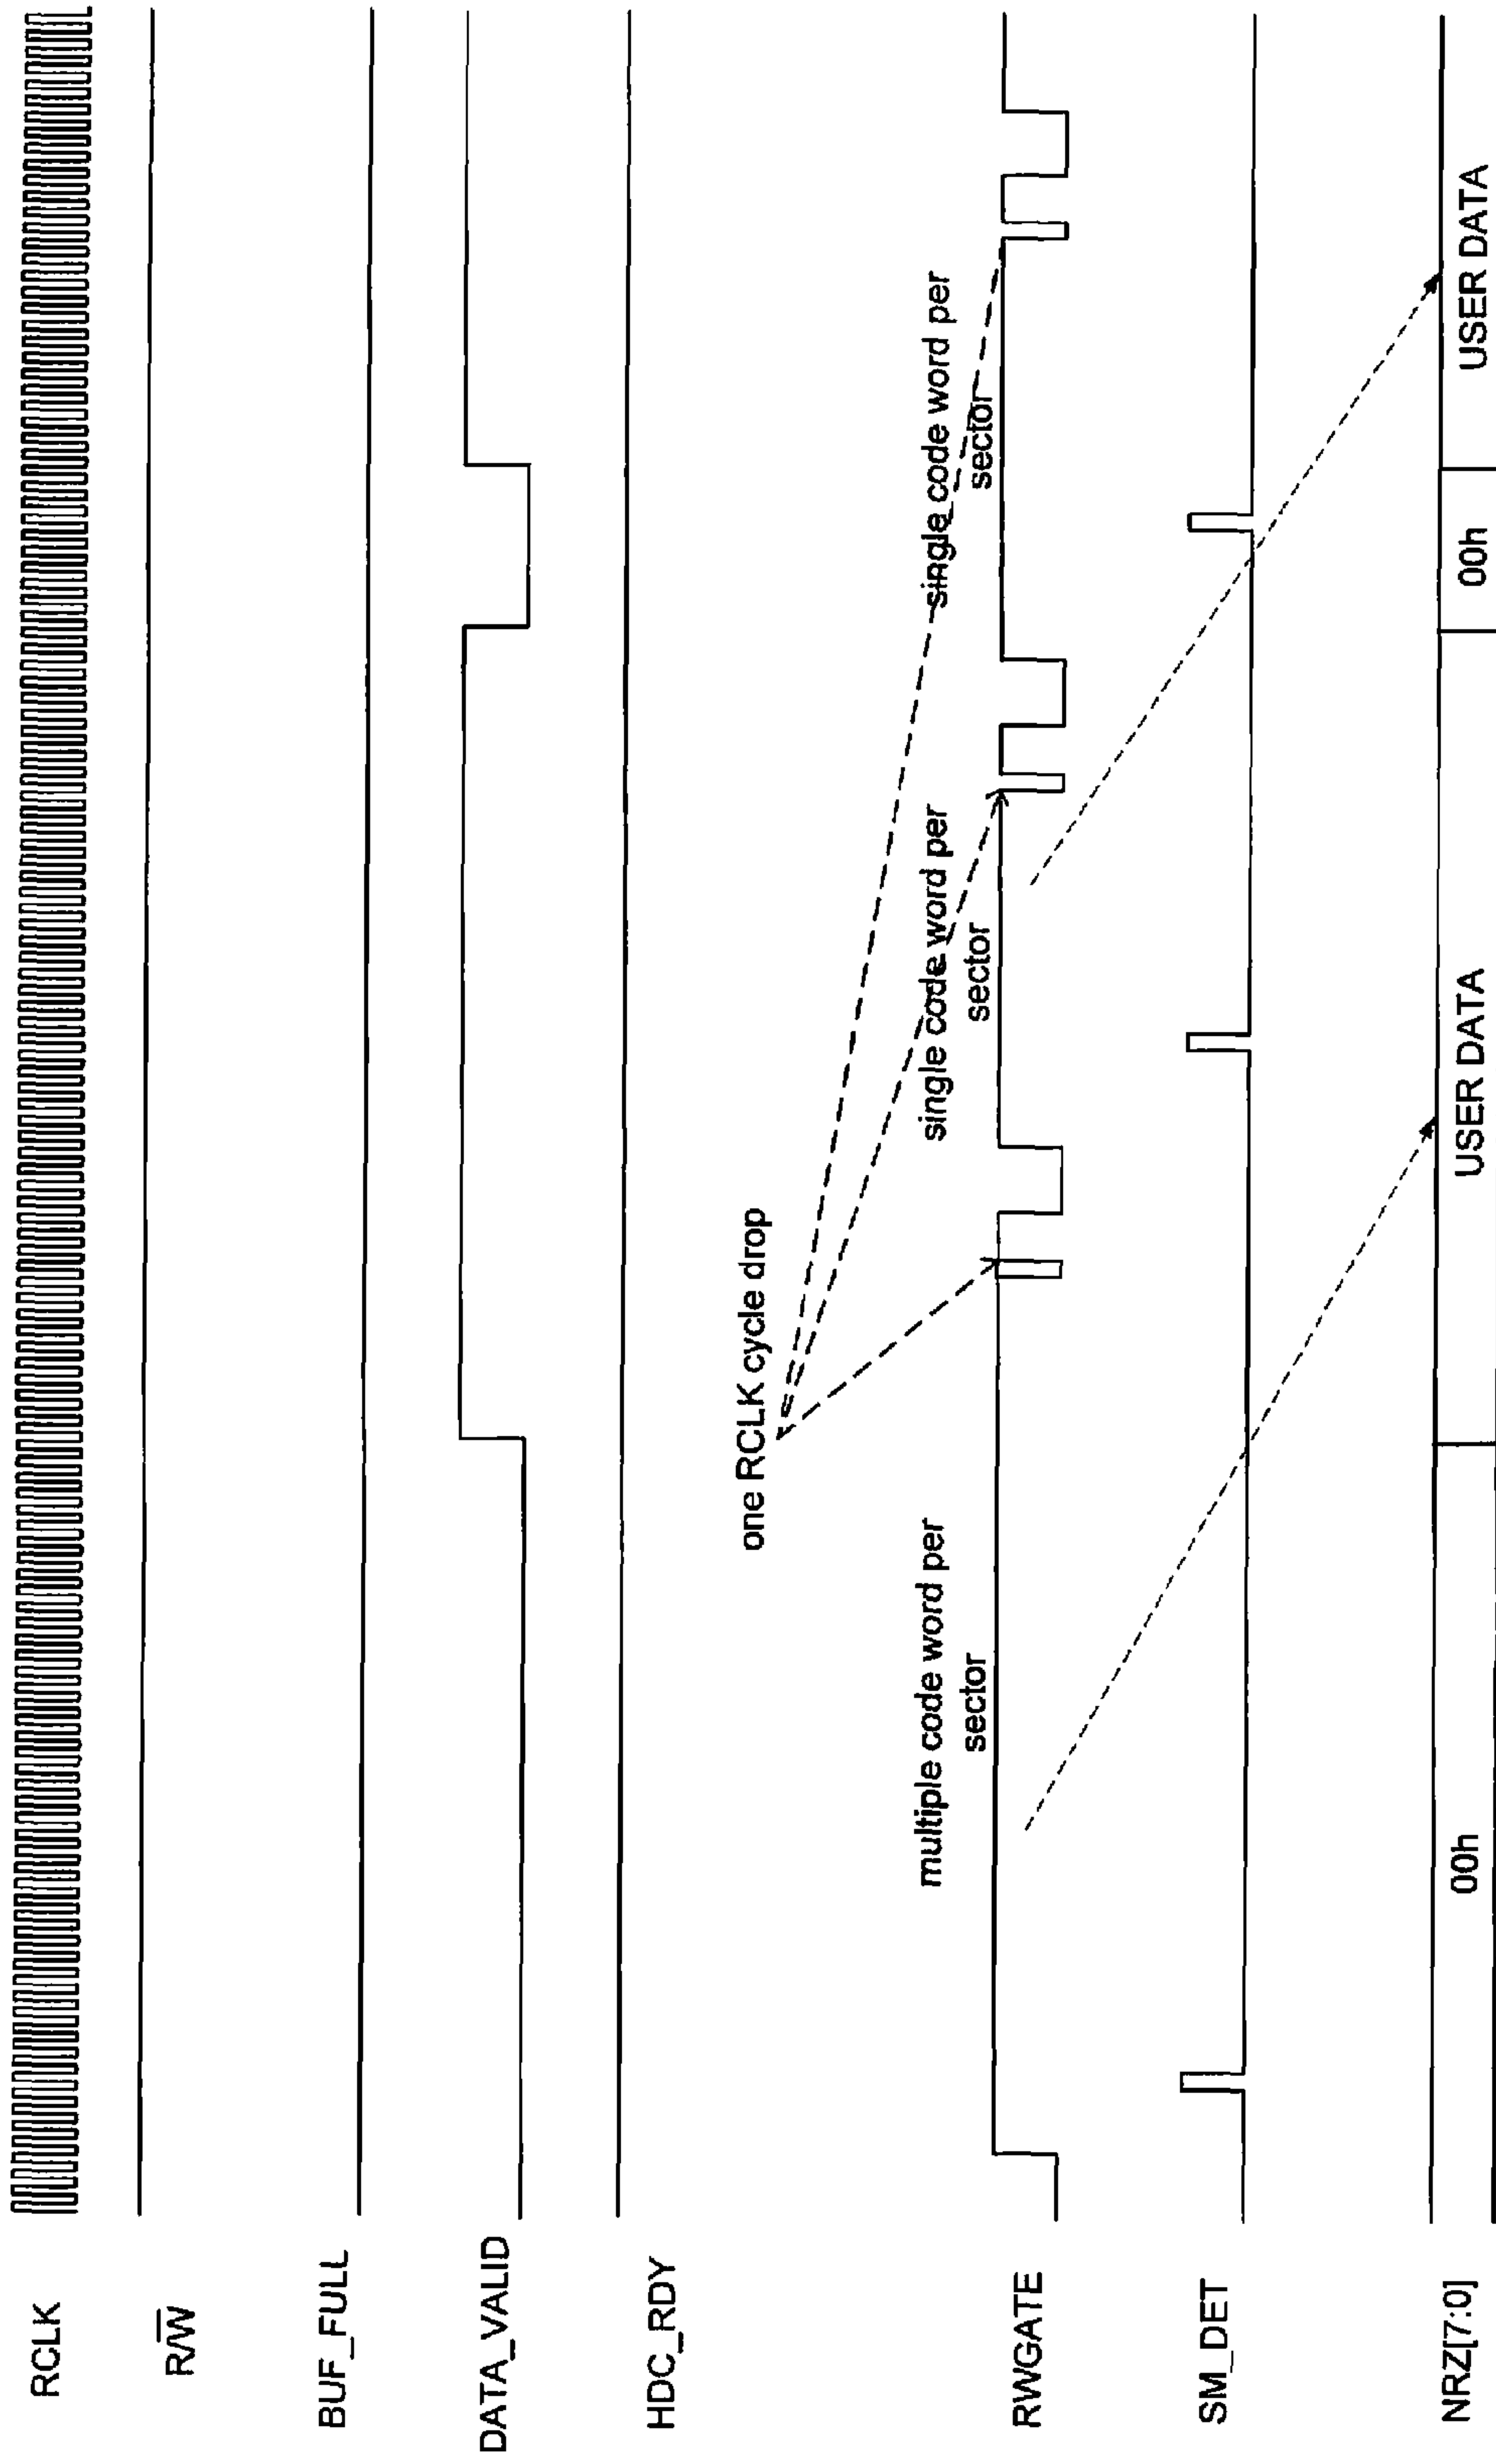 RCLK
R/W̅
BUF_FULL
DATA_VALID
HDC_RDY
one RCLK cycle drop
multiple code word per
sector
single code word per
sector
single code word per
sector
RWGATE
SM_DET
NRZ[7:0]
00h
USER DATA
00h
USER DATA